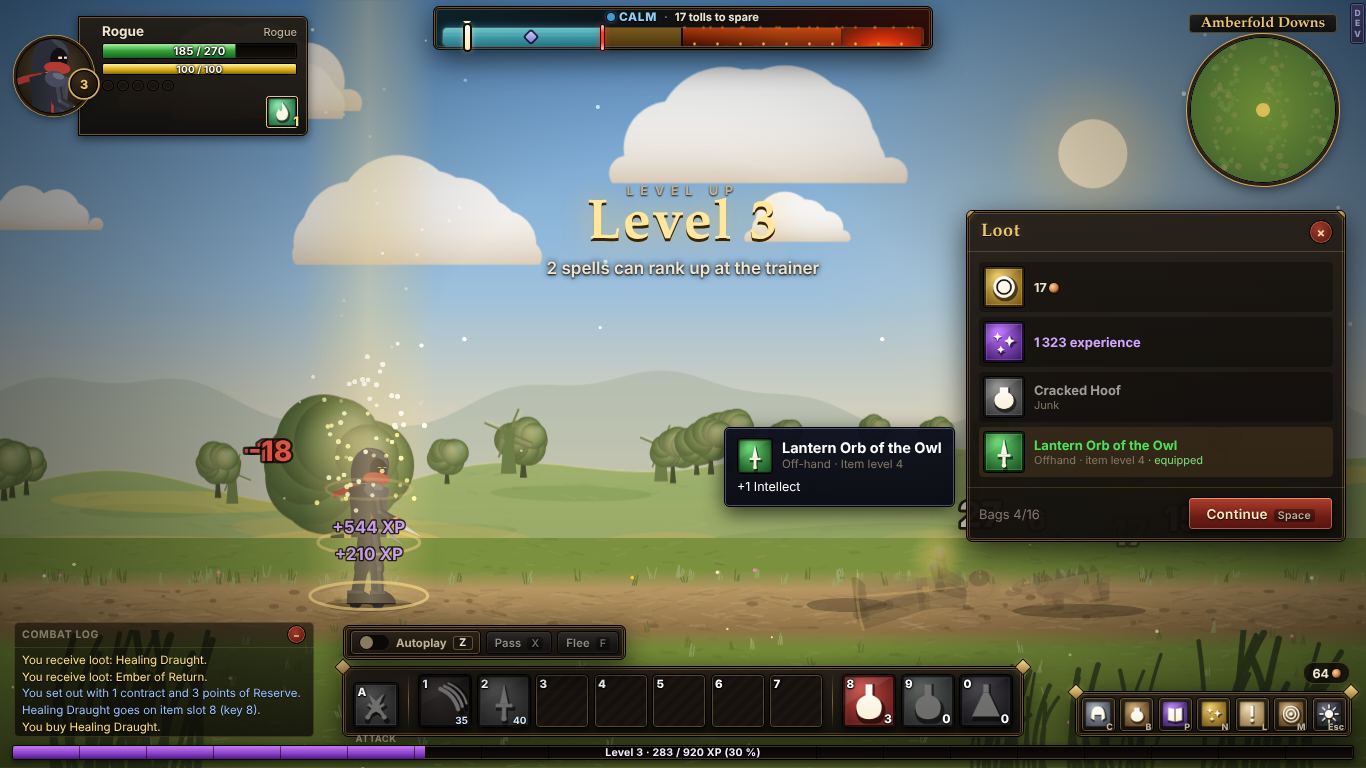 Rogue
Rogue
185 / 270
100 / 100
3
1
CALM · 17 tolls to spare
Amberfold Downs
DEV
LEVEL UP
Level 3
2 spells can rank up at the trainer
Loot
×
17
1 323 experience
Cracked Hoof
Junk
Lantern Orb of the Owl
Offhand · item level 4 · equipped
Bags 4/16
Continue Space
Lantern Orb of the Owl
Off-hand · Item level 4
+1 Intellect
-18
+544 XP
+210 XP
17
COMBAT LOG
You receive loot: Healing Draught.
You receive loot: Ember of Return.
You set out with 1 contract and 3 points of Reserve.
Healing Draught goes on item slot 8 (key 8).
You buy Healing Draught.
Autoplay Z
Pass X
Flee F
A
ATTACK
1
35
2
40
3
4
5
6
7
8
3
9
0
0
0
64
C
B
P
N
L
M
Esc
Level 3 · 283 / 920 XP (30 %)